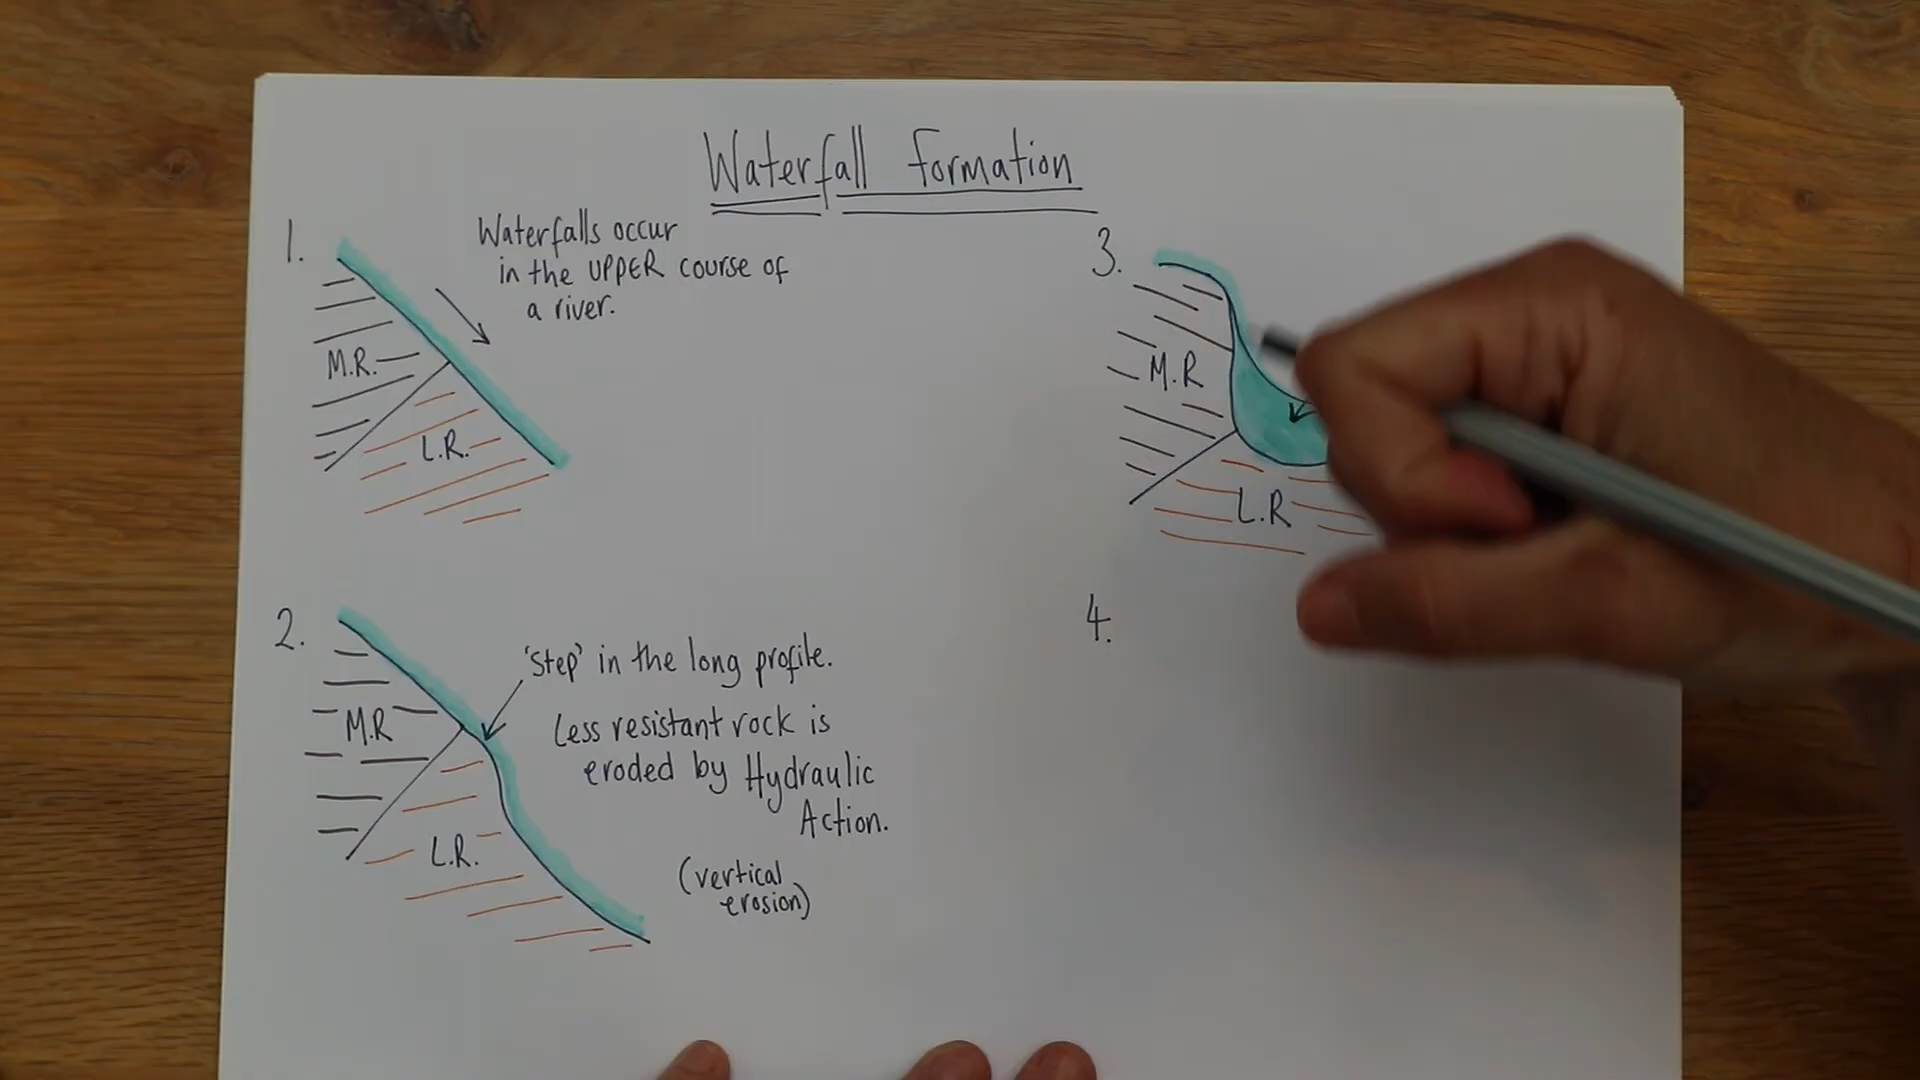 Waterfall formation
1.
Waterfalls occur
in the UPPER course of
a river.
M.R.
L.R.
2.
'Step' in the long profile.
Less resistant rock is
eroded by Hydraulic
Action.
(vertical
erosion)
M.R
L.R.
3.
M.R
L.R
4.